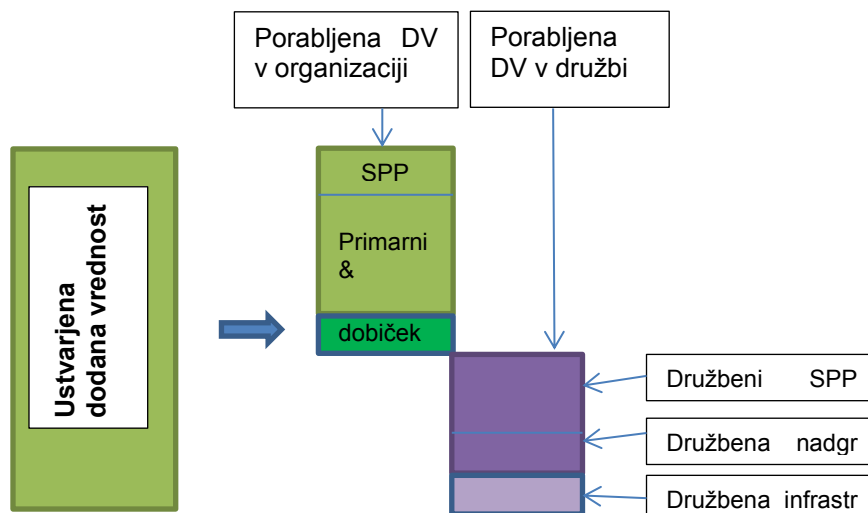 Porabljena DV
v organizaciji
Porabljena
DV v družbi
Ustvarjena
dodana vrednost
SPP
Primarni
&
dobiček
Družbeni SPP
Družbena nadgr
Družbena infrastr